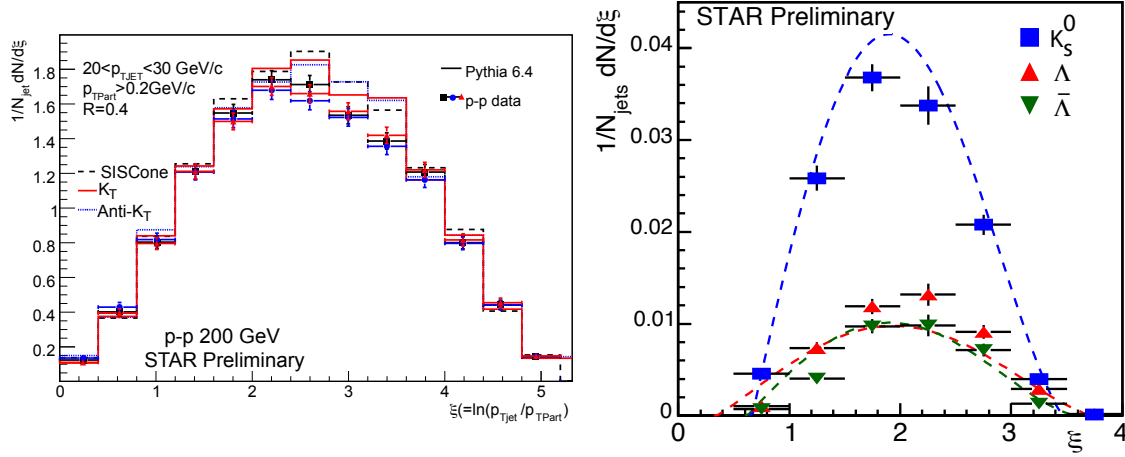 1/N_jet dN/dξ
1.8
1.6
1.4
1.2
1
0.8
0.6
0.4
0.2
20<p_TJET<30 GeV/c
p_TPart>0.2GeV/c
R=0.4
Pythia 6.4
p-p data
SISCone
K_T
Anti-K_T
p-p 200 GeV
STAR Preliminary
0 1 2 3 4 5
ξ(=ln(p_Tjet/p_TPart)
STAR Preliminary
1/N_jets dN/dξ
0.04
0.03
0.02
0.01
0
K_s^0
Λ
Λ̄
0 1 2 3 4
ξ